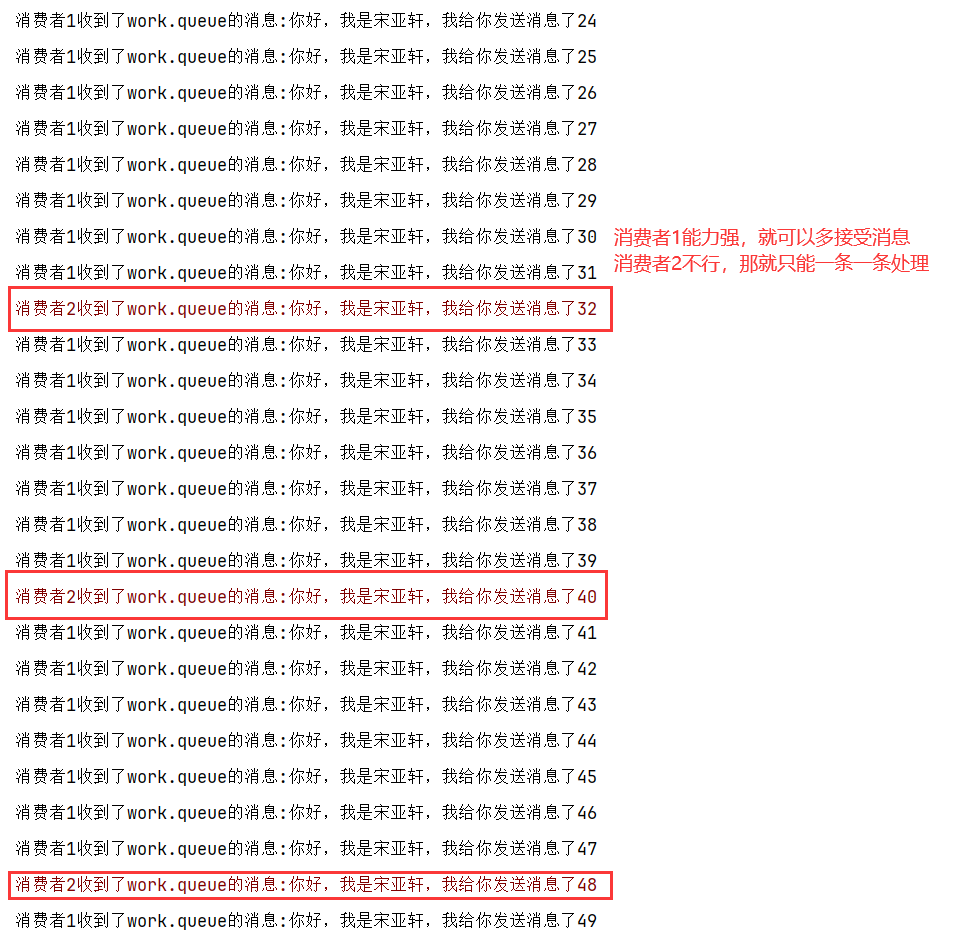 消费者1收到了work.queue的消息:你好，我是宋亚轩，我给你发送消息了24
消费者1收到了work.queue的消息:你好，我是宋亚轩，我给你发送消息了25
消费者1收到了work.queue的消息:你好，我是宋亚轩，我给你发送消息了26
消费者1收到了work.queue的消息:你好，我是宋亚轩，我给你发送消息了27
消费者1收到了work.queue的消息:你好，我是宋亚轩，我给你发送消息了28
消费者1收到了work.queue的消息:你好，我是宋亚轩，我给你发送消息了29
消费者1收到了work.queue的消息:你好，我是宋亚轩，我给你发送消息了30
消费者1能力强，就可以多接受消息
消费者2不行，那就只能一条一条处理
消费者1收到了work.queue的消息:你好，我是宋亚轩，我给你发送消息了31
消费者2收到了work.queue的消息:你好，我是宋亚轩，我给你发送消息了32
消费者1收到了work.queue的消息:你好，我是宋亚轩，我给你发送消息了33
消费者1收到了work.queue的消息:你好，我是宋亚轩，我给你发送消息了34
消费者1收到了work.queue的消息:你好，我是宋亚轩，我给你发送消息了35
消费者1收到了work.queue的消息:你好，我是宋亚轩，我给你发送消息了36
消费者1收到了work.queue的消息:你好，我是宋亚轩，我给你发送消息了37
消费者1收到了work.queue的消息:你好，我是宋亚轩，我给你发送消息了38
消费者1收到了work.queue的消息:你好，我是宋亚轩，我给你发送消息了39
消费者2收到了work.queue的消息:你好，我是宋亚轩，我给你发送消息了40
消费者1收到了work.queue的消息:你好，我是宋亚轩，我给你发送消息了41
消费者1收到了work.queue的消息:你好，我是宋亚轩，我给你发送消息了42
消费者1收到了work.queue的消息:你好，我是宋亚轩，我给你发送消息了43
消费者1收到了work.queue的消息:你好，我是宋亚轩，我给你发送消息了44
消费者1收到了work.queue的消息:你好，我是宋亚轩，我给你发送消息了45
消费者1收到了work.queue的消息:你好，我是宋亚轩，我给你发送消息了46
消费者1收到了work.queue的消息:你好，我是宋亚轩，我给你发送消息了47
消费者2收到了work.queue的消息:你好，我是宋亚轩，我给你发送消息了48
消费者1收到了work.queue的消息:你好，我是宋亚轩，我给你发送消息了49